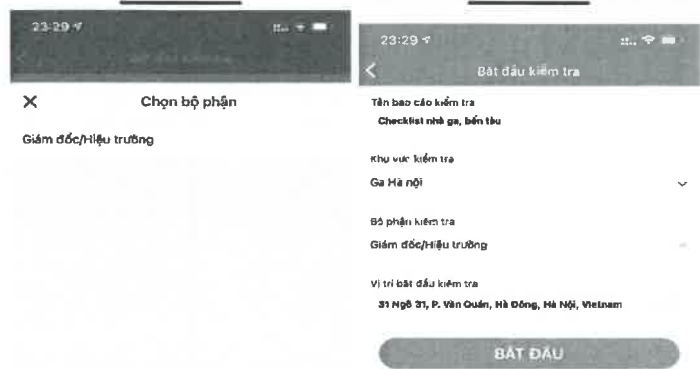 23:29
Chọn bộ phận
Giám đốc/Hiệu trưởng
23:29
Bắt đầu kiểm tra
Tên báo cáo kiểm tra
Checklist nhà ga, bến tàu
Khu vực kiểm tra
Ga Hà nội
Bộ phận kiểm tra
Giám đốc/Hiệu trưởng
Vị trí bắt đầu kiểm tra
31 Ngõ 31, P. Văn Quán, Hà Đông, Hà Nội, Vietnam
BẮT ĐẦU